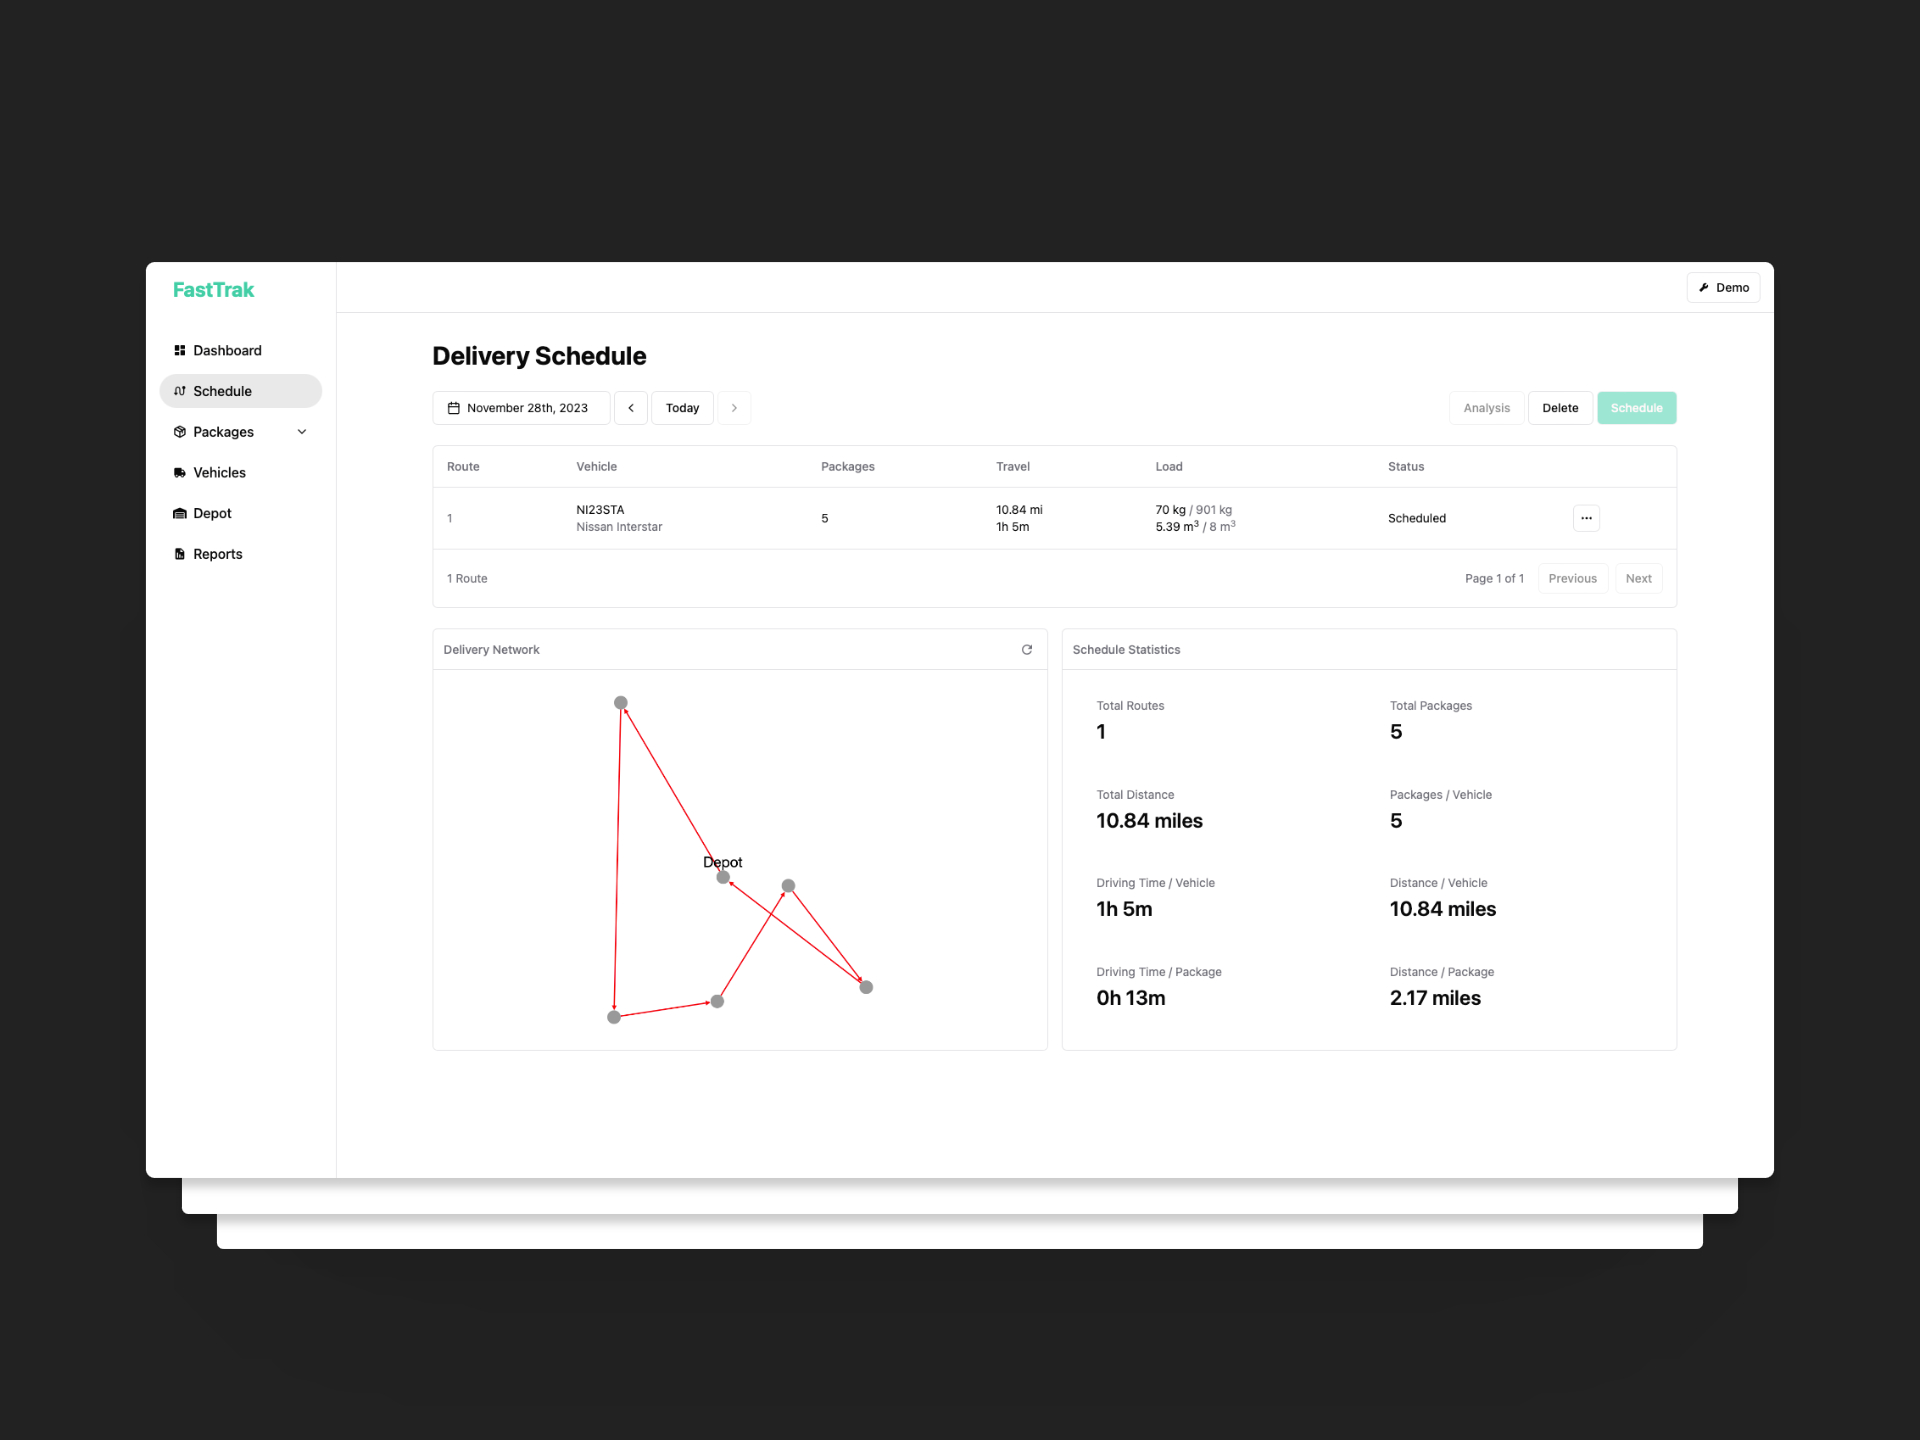 FastTrak
Demo
Dashboard
Schedule
Packages
Vehicles
Depot
Reports
Delivery Schedule
November 28th, 2023
Today
Analysis
Delete
Schedule
Route Vehicle Packages Travel Load Status
1 NI23STA 5 10.84 mi 70 kg / 901 kg Scheduled
Nissan Interstar 1h 5m 5.39 m³ / 8 m³
1 Route
Page 1 of 1
Previous
Next
Delivery Network
Depot
Schedule Statistics
Total Routes Total Packages
1 5
Total Distance Packages / Vehicle
10.84 miles 5
Driving Time / Vehicle Distance / Vehicle
1h 5m 10.84 miles
Driving Time / Package Distance / Package
0h 13m 2.17 miles